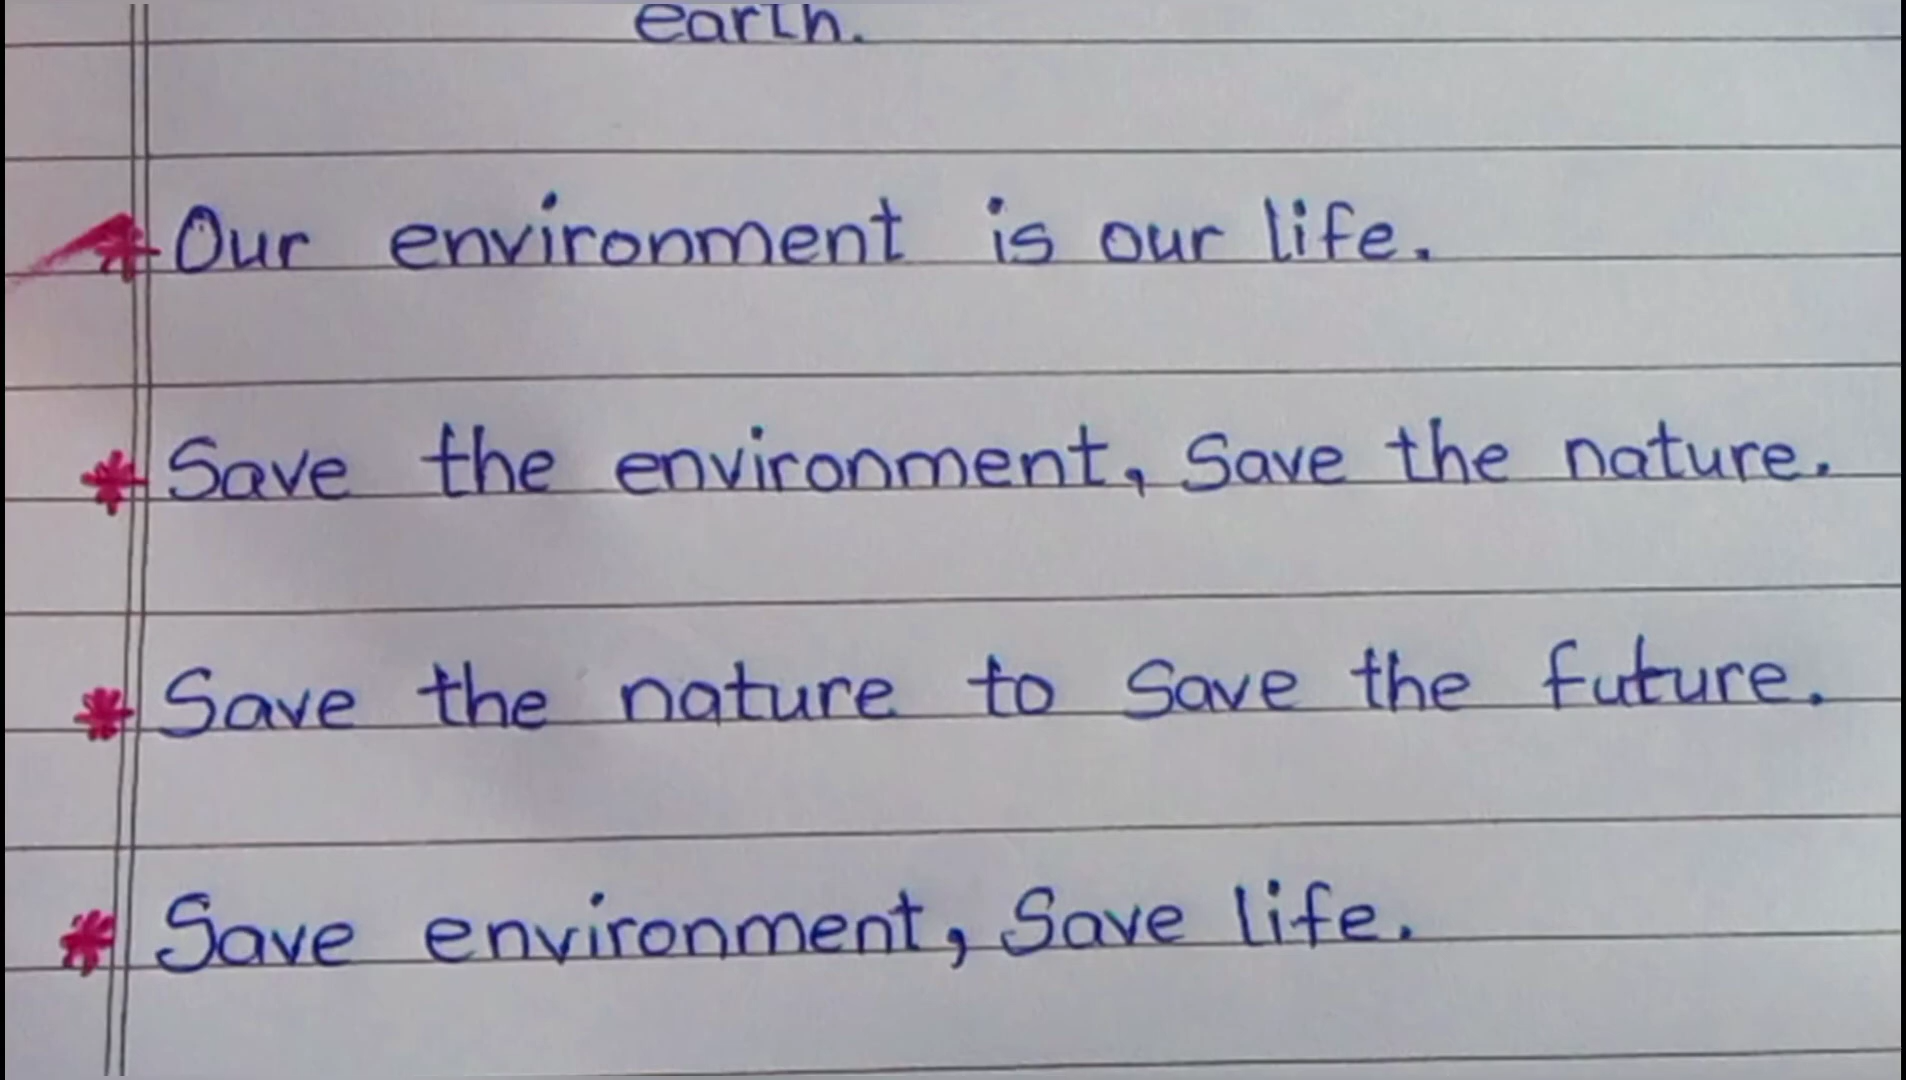 earth.
* Our environment is our life.
* Save the environment, Save the nature.
* Save the nature to Save the future.
* Save environment, Save life.